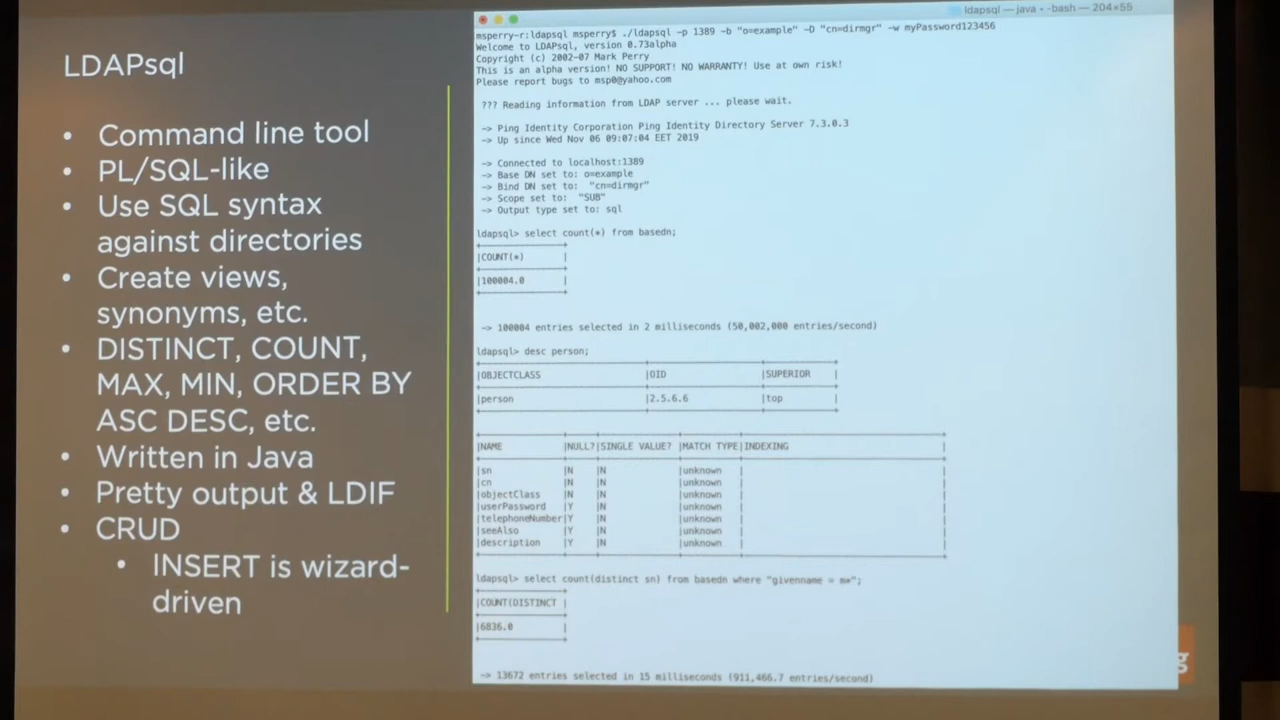 ldapsql — java • -bash — 204×55
LDAPsql
• Command line tool
• PL/SQL-like
• Use SQL syntax
against directories
• Create views,
synonyms, etc.
• DISTINCT, COUNT,
MAX, MIN, ORDER BY
ASC DESC, etc.
• Written in Java
• Pretty output & LDIF
• CRUD
• INSERT is wizard-
driven
msperry-r:ldapsql msperry$ ./ldapsql -p 1389 -b "o=example" -D "cn=dirmgr" -w myPassword123456
Welcome to LDAPsql, version 0.73alpha
Copyright (c) 2002-07 Mark Perry
This is an alpha version! NO SUPPORT! NO WARRANTY! Use at own risk!
Please report bugs to msp0@yahoo.com
??? Reading information from LDAP server ... please wait.
-> Ping Identity Corporation Ping Identity Directory Server 7.3.0.3
-> Up since Wed Nov 06 09:07:04 EET 2019
-> Connected to localhost:1389
-> Base DN set to: o=example
-> Bind DN set to: "cn=dirmgr"
-> Scope set to: "SUB"
-> Output type set to: sql
ldapsql> select count(*) from basedn;
|COUNT(*) |
|100004.0 |
-> 100004 entries selected in 2 milliseconds (50,002,000 entries/second)
ldapsql> desc person;
|OBJECTCLASS |OID |SUPERIOR |
|person |2.5.6.6 |top |
|NAME |NULL?|SINGLE VALUE? |MATCH TYPE|INDEXING |
|sn |N |N |unknown | |
|cn |N |N |unknown | |
|objectClass |N |N |unknown | |
|userPassword |Y |N |unknown | |
|telephoneNumber|Y |N |unknown | |
|seeAlso |Y |N |unknown | |
|description |Y |N |unknown | |
ldapsql> select count(distinct sn) from basedn where "givenname = m*";
|COUNT(DISTINCT |
|6836.0 |
-> 13672 entries selected in 15 milliseconds (911,466.7 entries/second)
g